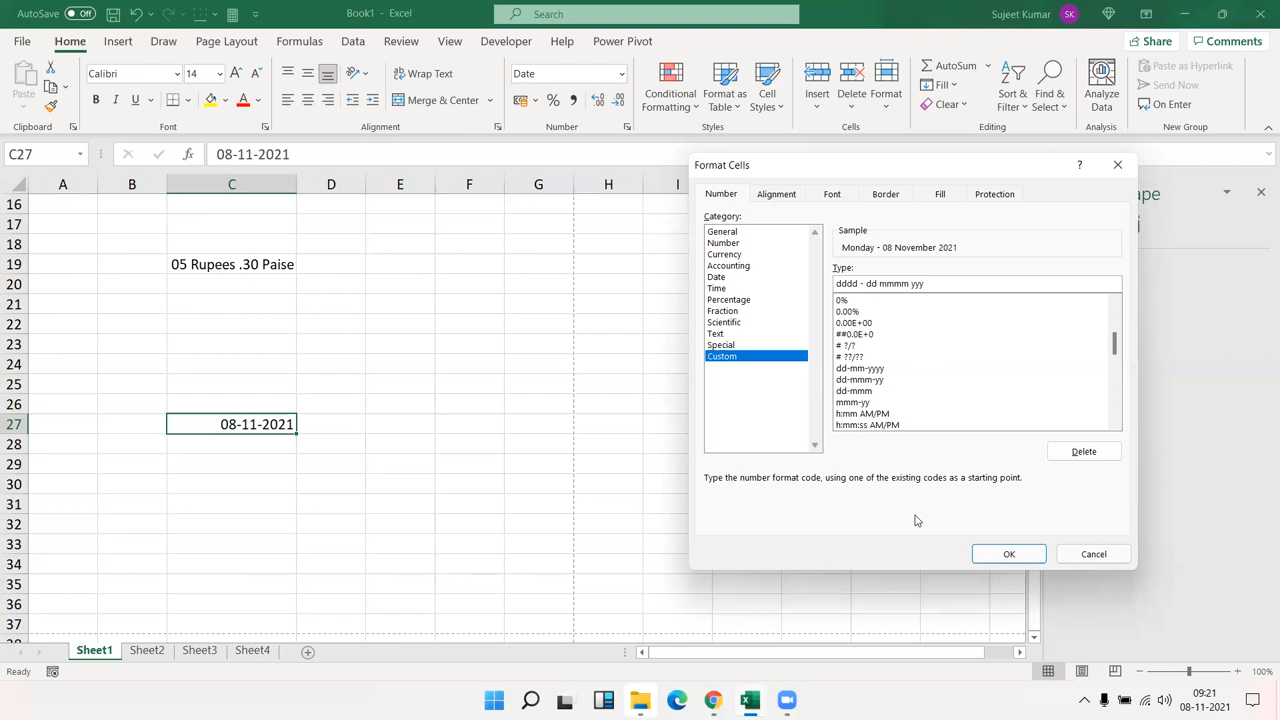 AutoSave Off Book1 - Excel Search Sujeet Kumar SK
File Home Insert Draw Page Layout Formulas Data Review View Developer Help Power Pivot Share Comments
Paste Calibri 14 Wrap Text Date Conditional Formatting Format as Table Cell Styles Insert Delete Format AutoSum Sort & Filter Find & Select Analyze Data Paste as Hyperlink
B I U Merge & Center Fill Send Now
Clear On Enter
Clipboard Font Alignment Number Styles Cells Editing Analysis New Group
C27 fx 08-11-2021
A B C D E F G H I
16
17
18
19 05 Rupees .30 Paise
20
21
22
23
24
25
26
27 08-11-2021
28
29
30
31
32
33
34
35
36
37
38
ape
Format Cells ?
Number Alignment Font Border Fill Protection
Category:
General
Number
Currency
Accounting
Date
Time
Percentage
Fraction
Scientific
Text
Special
Custom
Sample
Monday - 08 November 2021
Type:
dddd - dd mmmm yyy
0%
0.00%
0.00E+00
##0.0E+0
# ?/?
# ??/??
dd-mm-yyyy
dd-mmm-yy
dd-mmm
mmm-yy
h:mm AM/PM
h:mm:ss AM/PM
Delete
Type the number format code, using one of the existing codes as a starting point.
OK Cancel
Sheet1 Sheet2 Sheet3 Sheet4
Ready 100%
09:21
08-11-2021